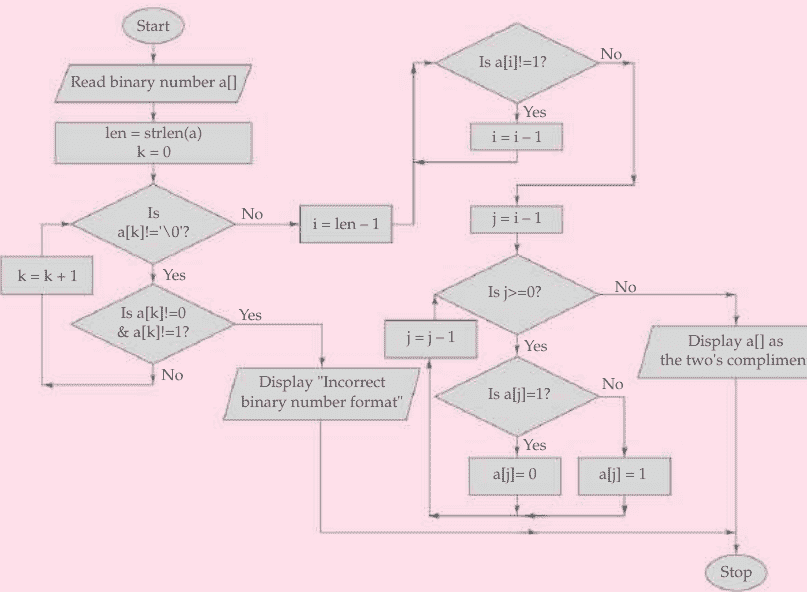 Start
Read binary number a[]
len = strlen(a)
k = 0
Is
a[k]!='\0'?
No
i = len – 1
k = k + 1
Yes
Is a[k]!=0
& a[k]!=1?
Yes
No
Display "Incorrect
binary number format"
Is a[i]!=1?
No
Yes
i = i – 1
j = i – 1
Is j>=0?
No
j = j – 1
Yes
Display a[] as
the two's complimen
Is a[j]=1?
No
Yes
a[j]= 0
a[j] = 1
Stop